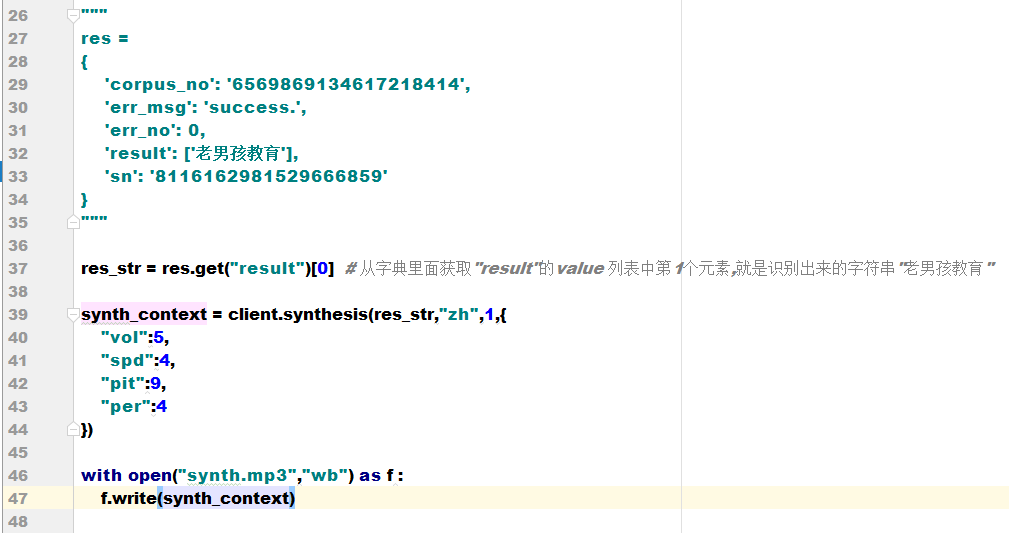 26 """
27 res =
28 {
29 'corpus_no': '6569869134617218414',
30 'err_msg': 'success.',
31 'err_no': 0,
32 'result': ['老男孩教育'],
33 'sn': '8116162981529666859'
34 }
35 """
36
37 res_str = res.get("result")[0] # 从字典里面获取"result"的value 列表中第1个元素,就是识别出来的字符串"老男孩教育"
38
39 synth_context = client.synthesis(res_str,"zh",1,{
40 "vol":5,
41 "spd":4,
42 "pit":9,
43 "per":4
44 })
45
46 with open("synth.mp3","wb") as f :
47 f.write(synth_context)
48